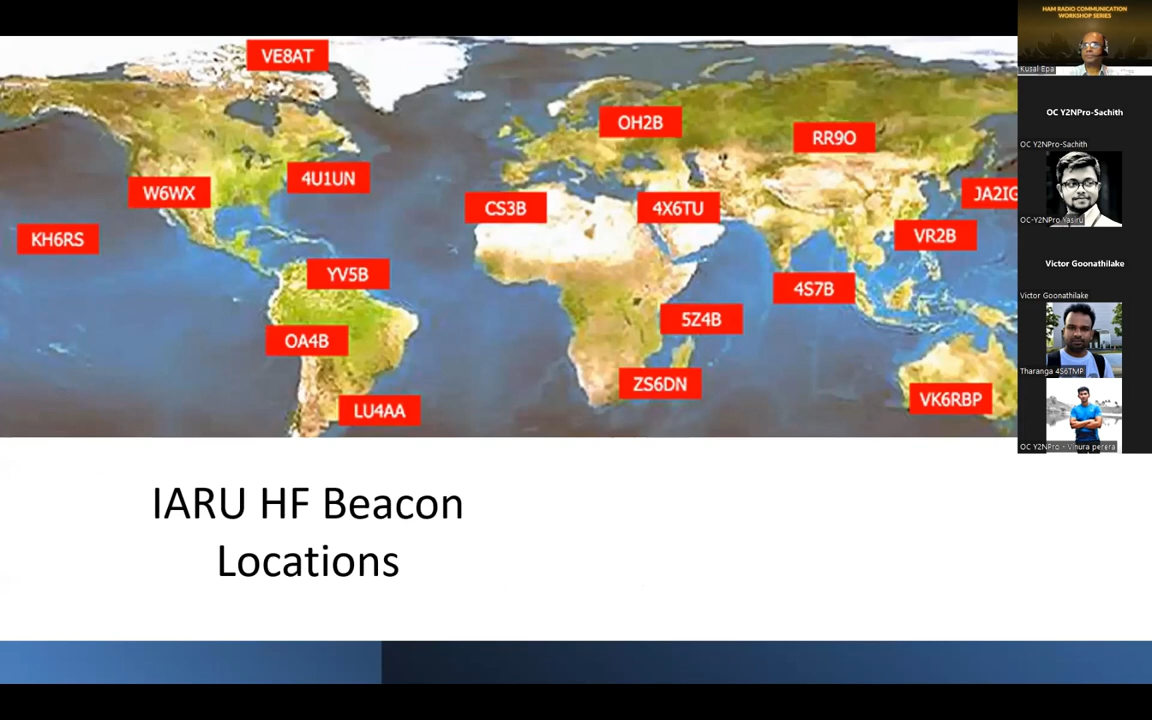 VE8AT
OH2B
RR9O
4U1UN
W6WX
CS3B
4X6TU
JA2IG
KH6RS
VR2B
YV5B
4S7B
5Z4B
OA4B
ZS6DN
VK6RBP
LU4AA
IARU HF Beacon
Locations
HAM RADIO COMMUNICATION
WORKSHOP SERIES
Kusal Epa
OC Y2NPro-Sachith
OC Y2NPro-Sachith
OC-Y2NPro Yasiru
Victor Goonathilake
Victor Goonathilake
Tharanga 4S6TMP
OC Y2NPro - Vinura perera